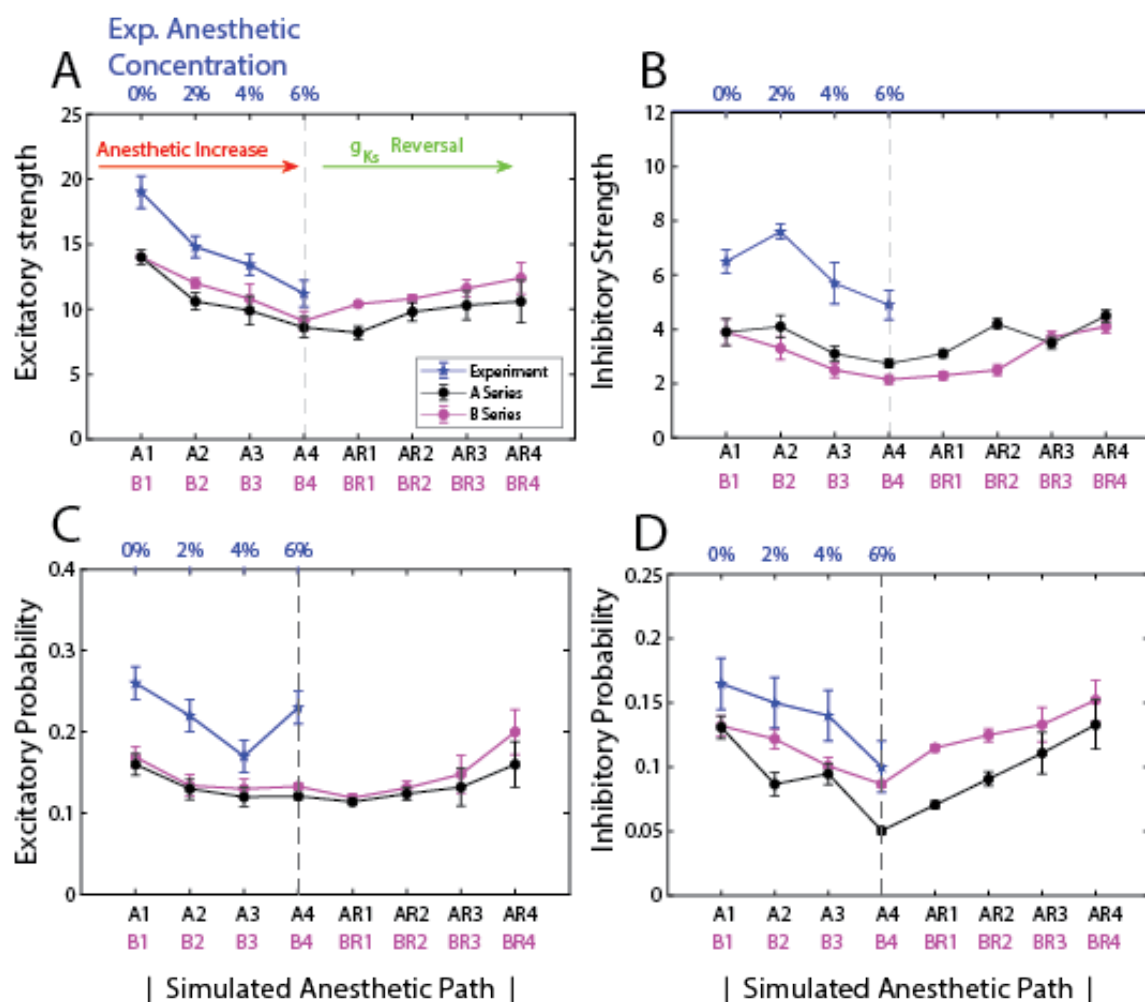 Exp. Anesthetic
Concentration
A
0% 2% 4% 6%
25
20
15
10
5
0
Excitatory strength
Anesthetic Increase
gKs Reversal
Experiment
A Series
B Series
A1 A2 A3 A4 AR1 AR2 AR3 AR4
B1 B2 B3 B4 BR1 BR2 BR3 BR4
B
0% 2% 4% 6%
12
10
8
6
4
2
0
Inhibitory Strength
A1 A2 A3 A4 AR1 AR2 AR3 AR4
B1 B2 B3 B4 BR1 BR2 BR3 BR4
C
0% 2% 4% 6%
0.4
0.3
0.2
0.1
0
Excitatory Probability
A1 A2 A3 A4 AR1 AR2 AR3 AR4
B1 B2 B3 B4 BR1 BR2 BR3 BR4
| Simulated Anesthetic Path |
D
0% 2% 4% 6%
0.25
0.2
0.15
0.1
0.05
0
Inhibitory Probability
A1 A2 A3 A4 AR1 AR2 AR3 AR4
B1 B2 B3 B4 BR1 BR2 BR3 BR4
| Simulated Anesthetic Path |